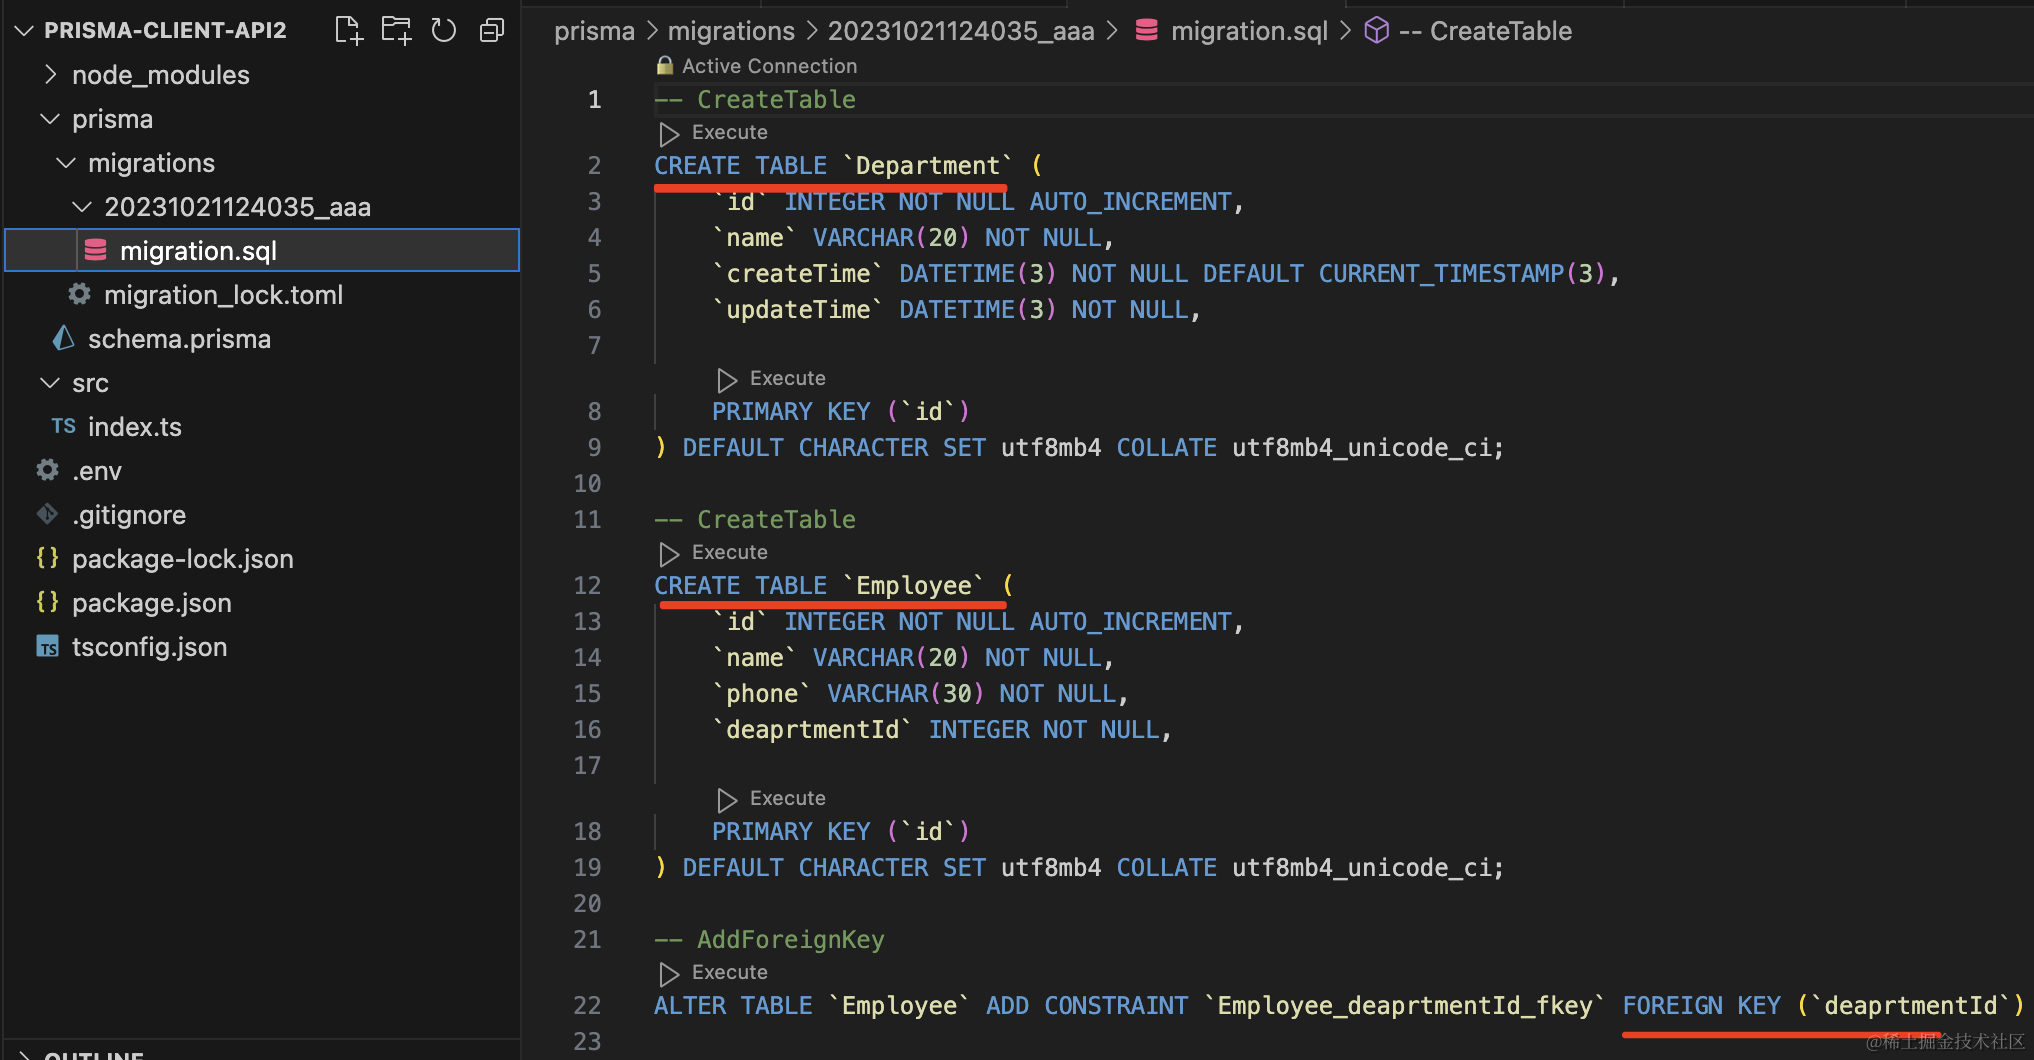 PRISMA-CLIENT-API2
node_modules
prisma
migrations
20231021124035_aaa
migration.sql
migration_lock.toml
schema.prisma
src
TS index.ts
.env
.gitignore
{} package-lock.json
{} package.json
TS tsconfig.json
OUTLINE
prisma > migrations > 20231021124035_aaa > migration.sql > -- CreateTable
Active Connection
1 -- CreateTable
Execute
2 CREATE TABLE `Department` (
3 `id` INTEGER NOT NULL AUTO_INCREMENT,
4 `name` VARCHAR(20) NOT NULL,
5 `createTime` DATETIME(3) NOT NULL DEFAULT CURRENT_TIMESTAMP(3),
6 `updateTime` DATETIME(3) NOT NULL,
7
Execute
8 PRIMARY KEY (`id`)
9 ) DEFAULT CHARACTER SET utf8mb4 COLLATE utf8mb4_unicode_ci;
10
11 -- CreateTable
Execute
12 CREATE TABLE `Employee` (
13 `id` INTEGER NOT NULL AUTO_INCREMENT,
14 `name` VARCHAR(20) NOT NULL,
15 `phone` VARCHAR(30) NOT NULL,
16 `deaprtmentId` INTEGER NOT NULL,
17
Execute
18 PRIMARY KEY (`id`)
19 ) DEFAULT CHARACTER SET utf8mb4 COLLATE utf8mb4_unicode_ci;
20
21 -- AddForeignKey
Execute
22 ALTER TABLE `Employee` ADD CONSTRAINT `Employee_deaprtmentId_fkey` FOREIGN KEY (`deaprtmentId`)
23
@稀土掘金技术社区